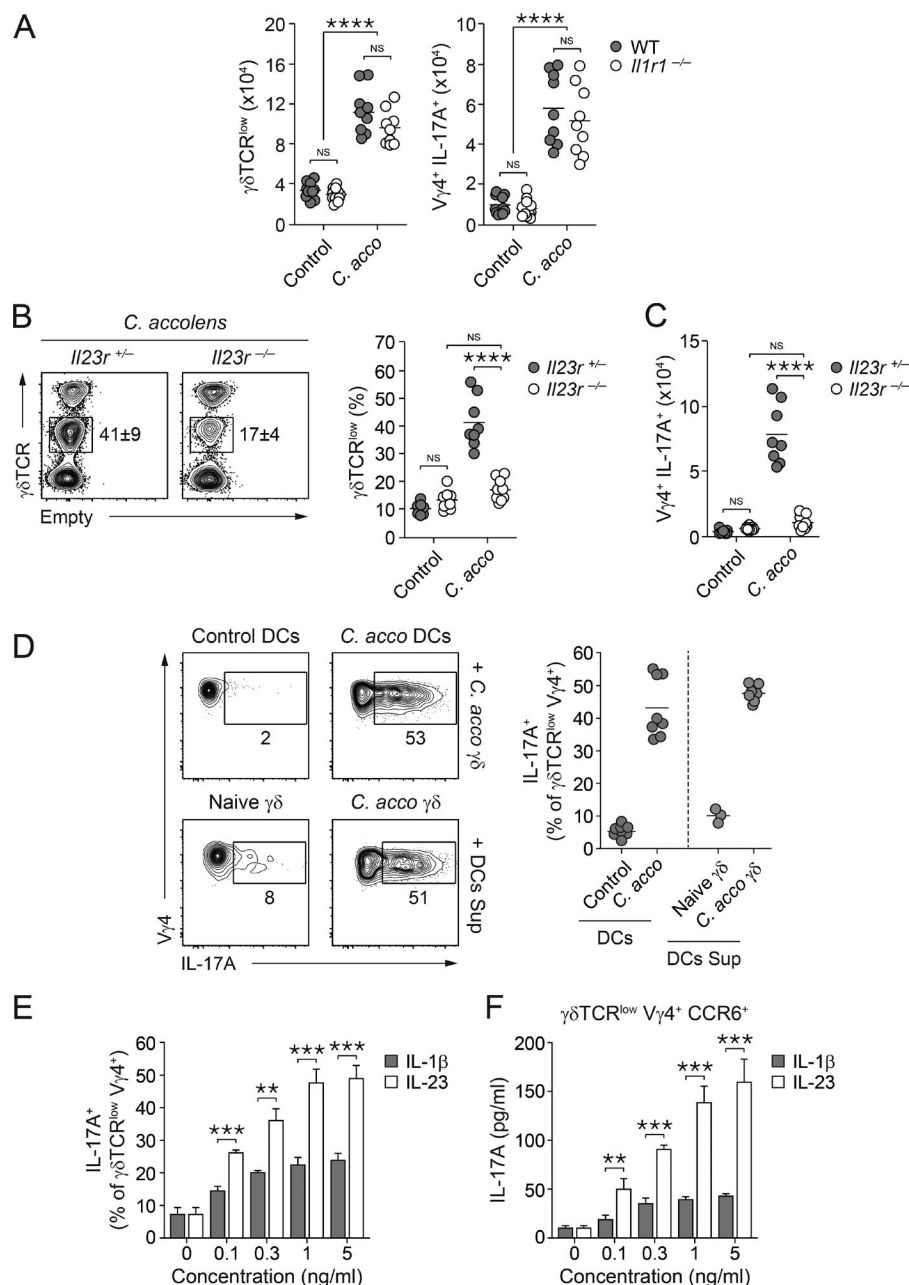 A
γδTCRlow (x10⁴)
20
16
12
8
4
0
****
NS
NS
Control
C. acco
Vγ4⁺ IL-17A⁺ (x10⁴)
10
8
6
4
2
0
****
NS
NS
Control
C. acco
WT
Il1r1 −/−
B
C. accolens
Il23r +/−
Il23r −/−
41±9
17±4
γδTCR
Empty
γδTCRlow (%)
70
60
50
40
30
20
10
0
NS
****
NS
Control
C. acco
Il23r +/−
Il23r −/−
C
Vγ4⁺ IL-17A⁺ (x10⁴)
15
10
5
0
NS
****
NS
Control
C. acco
Il23r +/−
Il23r −/−
D
Control DCs
C. acco DCs
2
53
+ C. acco γδ
Naive γδ
C. acco γδ
8
51
+ DCs Sup
Vγ4
IL-17A
IL-17A⁺
(% of γδTCRlow Vγ4⁺)
60
50
40
30
20
10
0
Control
C. acco
Naive γδ
C. acco γδ
DCs
DCs Sup
E
IL-17A⁺
(% of γδTCRlow Vγ4⁺)
60
50
40
30
20
10
0
***
**
***
***
IL-1β
IL-23
0 0.1 0.3 1 5
Concentration (ng/ml)
F
γδTCRlow Vγ4⁺ CCR6⁺
IL-17A (pg/ml)
200
150
100
50
0
**
***
***
***
IL-1β
IL-23
0 0.1 0.3 1 5
Concentration (ng/ml)